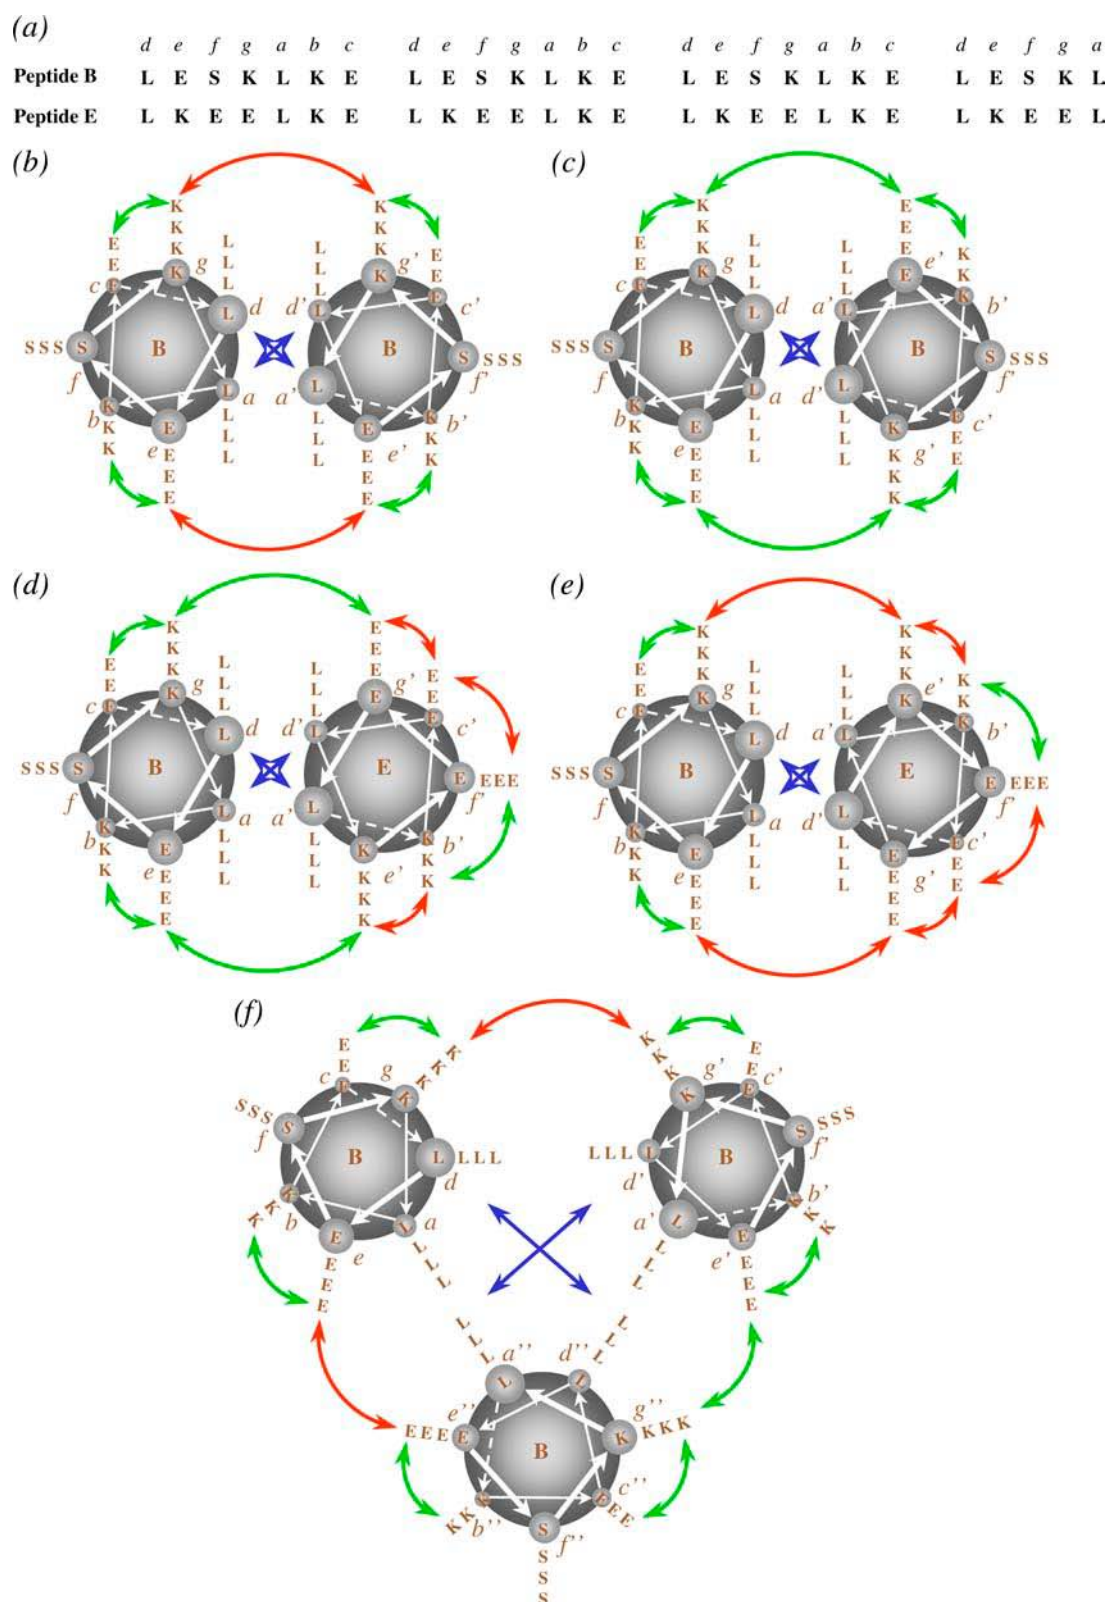 (a)
d e f g a b c d e f g a b c d e f g a b c d e f g a
Peptide B L E S K L K E L E S K L K E L E S K L K E L E S K L
Peptide E L K E E L K E L K E E L K E L K E E L K E L K E E L
(b)
K K K K g
K K K K g'
E E E c
E E E c'
L L L L L d
L L L L d'
S S S S f
B
B
S S S S f'
K K K b
L L L L L a
L L L L L a'
K K K b'
E E E E e
E E E E e'
(c)
K K K K g
E E E E e'
E E E c
K K K b'
L L L L L d
L L L L a'
S S S S f
B
B
S S S S f'
K K K b
L L L L L a
L L L L L d'
E E E c'
E E E E e
K K K K g'
(d)
K K K K g
E E E E g'
E E E c
E E E c'
L L L L L d
L L L L d'
S S S S f
B
E
E E E E f'
K K K b
L L L L L a
L L L L L a'
K K K b'
E E E E e
K K K K e'
(e)
K K K K g
K K K K e'
E E E c
K K K b'
L L L L L d
L L L L a'
S S S S f
B
E
E E E E f'
K K K b
L L L L L a
L L L L L d'
E E E c'
E E E E e
E E E E g'
(f)
E E E c
K K K K g
K K K K g'
E E E c'
S S S S f
B
L L L L d
L L L L d'
B
S S S S f'
K K K b
E E E E e
L L L L a
L L L L a'
E E E E e'
K K K b'
L L L L a''
L L L L d''
E E E E e''
B
K K K K g''
K K K b''
E E E c''
S S S S f''